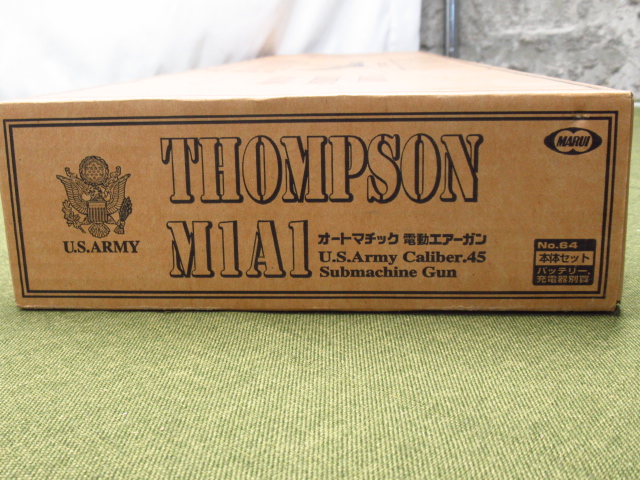 THOMPSON
MARUI
U.S.ARMY
M1A1
オートマチック 電動エアーガン
U.S.Army Caliber.45
Submachine Gun
No.64
本体セット
バッテリー、
充電器別買